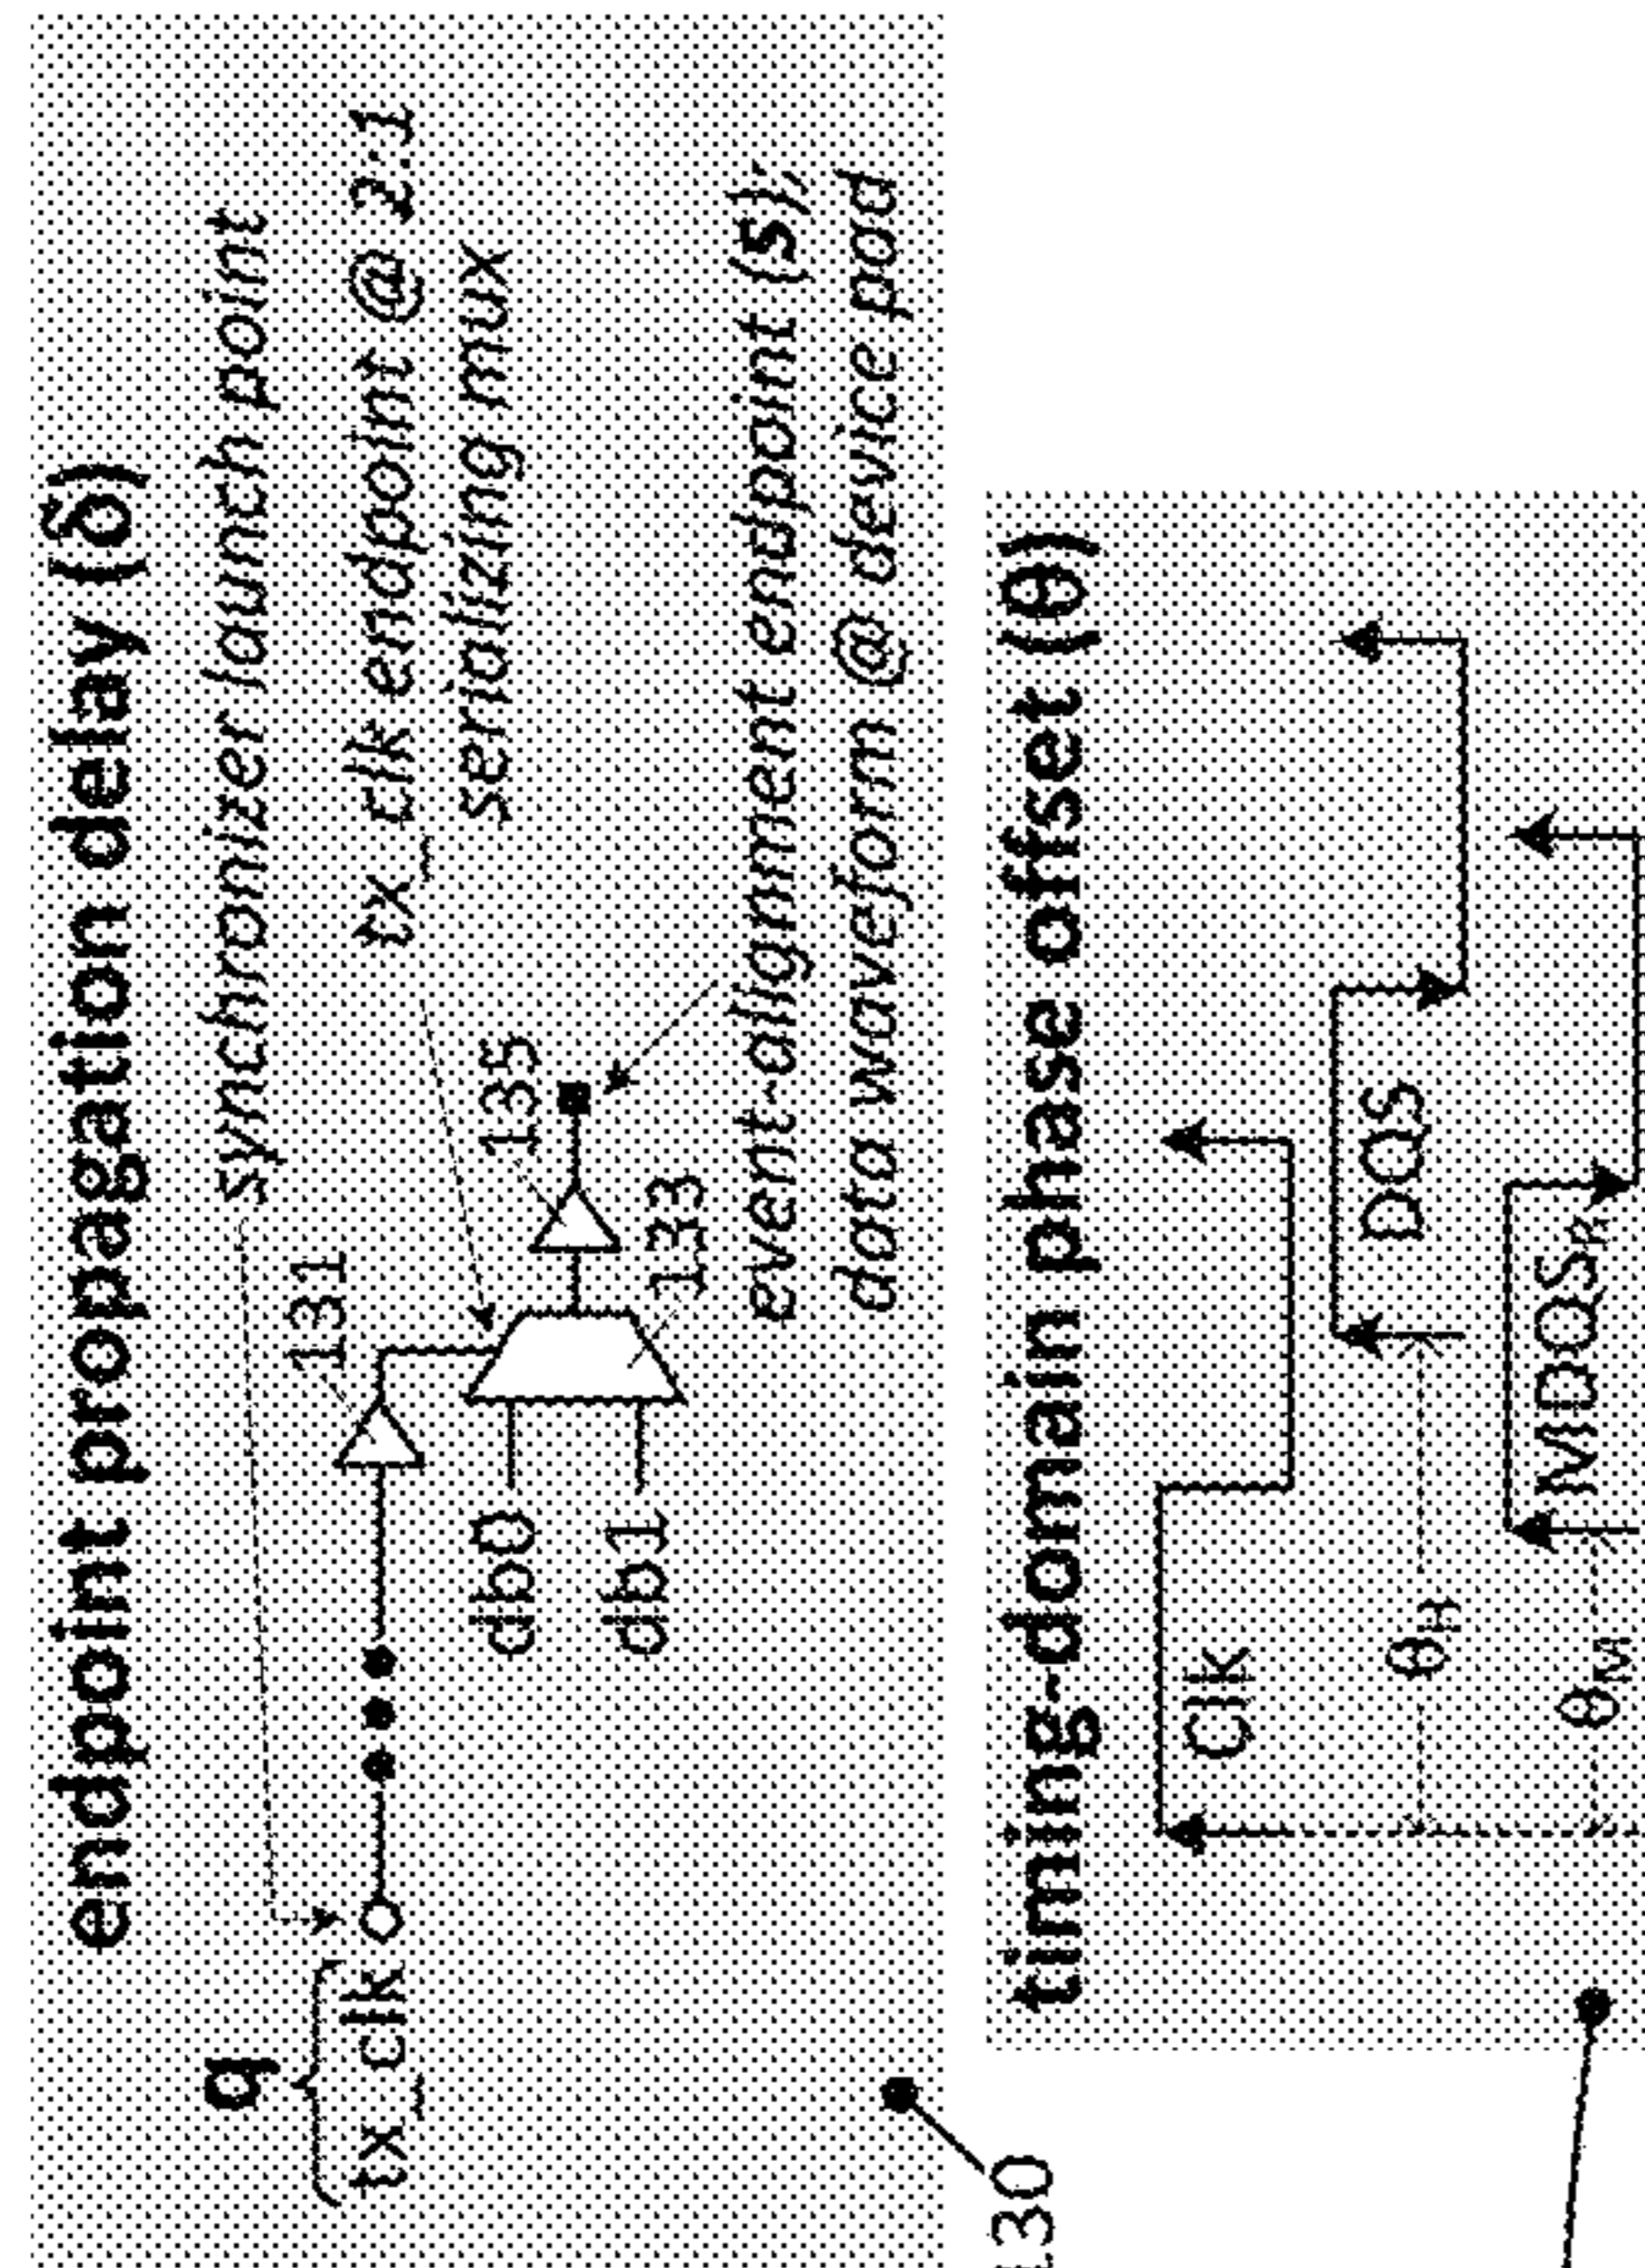 endpoint propagation delay (δ)
synchronizer launch point
q
tx_clk
131
tx_clk endpoint @ 2:1
serializing mux
135
db0
db1
133
event-alignment endpoint (s);
data waveform @ device pad
130
timing-domain phase offset (θ)
Clk
DQS
θH
MDQSR
θM